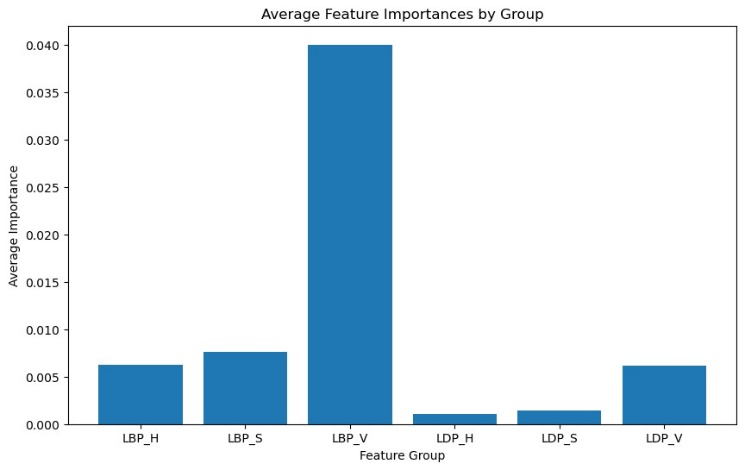 Average Feature Importances by Group
0.040
0.035
0.030
0.025
0.020
0.015
0.010
0.005
0.000
Average Importance
LBP_H LBP_S LBP_V LDP_H LDP_S LDP_V
Feature Group